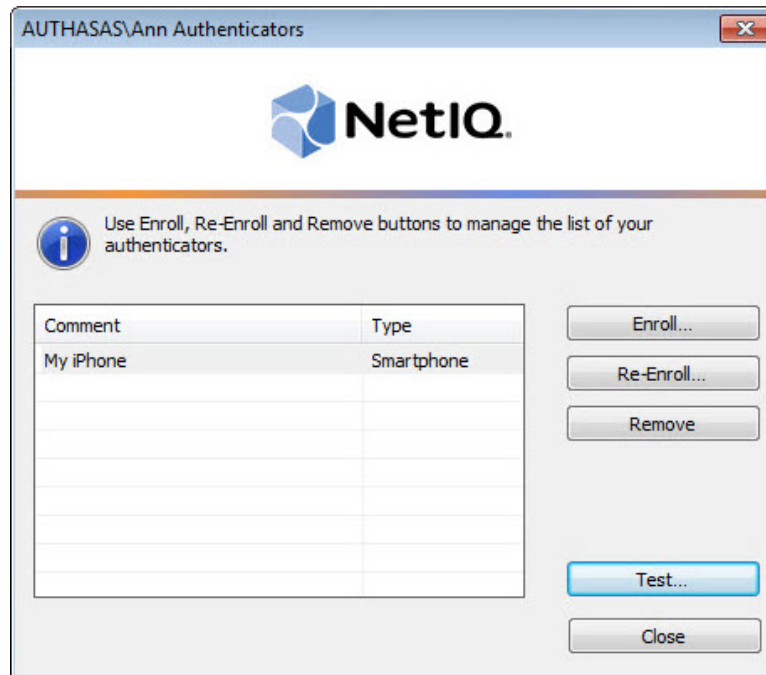 AUTHASAS\Ann Authenticators
NetIQ.
Use Enroll, Re-Enroll and Remove buttons to manage the list of your
authenticators.
Comment Type
My iPhone Smartphone
Enroll...
Re-Enroll...
Remove
Test...
Close